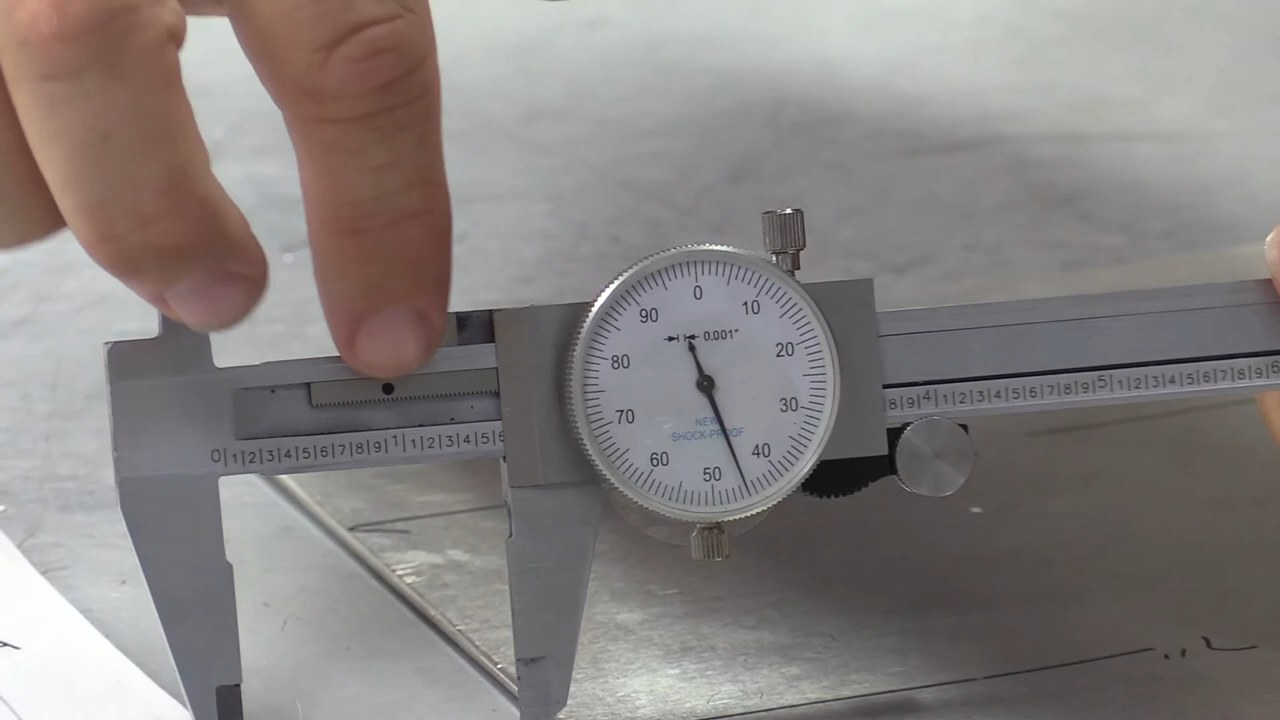 0
90
10
0.001"
80
20
70
30
NEW
SHOCK-PROOF
60
40
50
0 1 2 3 4 5 6 7 8 9 1 1 2 3 4 5 6
8 9 4 1 2 3 4 5 6 7 8 9 5 1 2 3 4 5 6 7 8 9 6